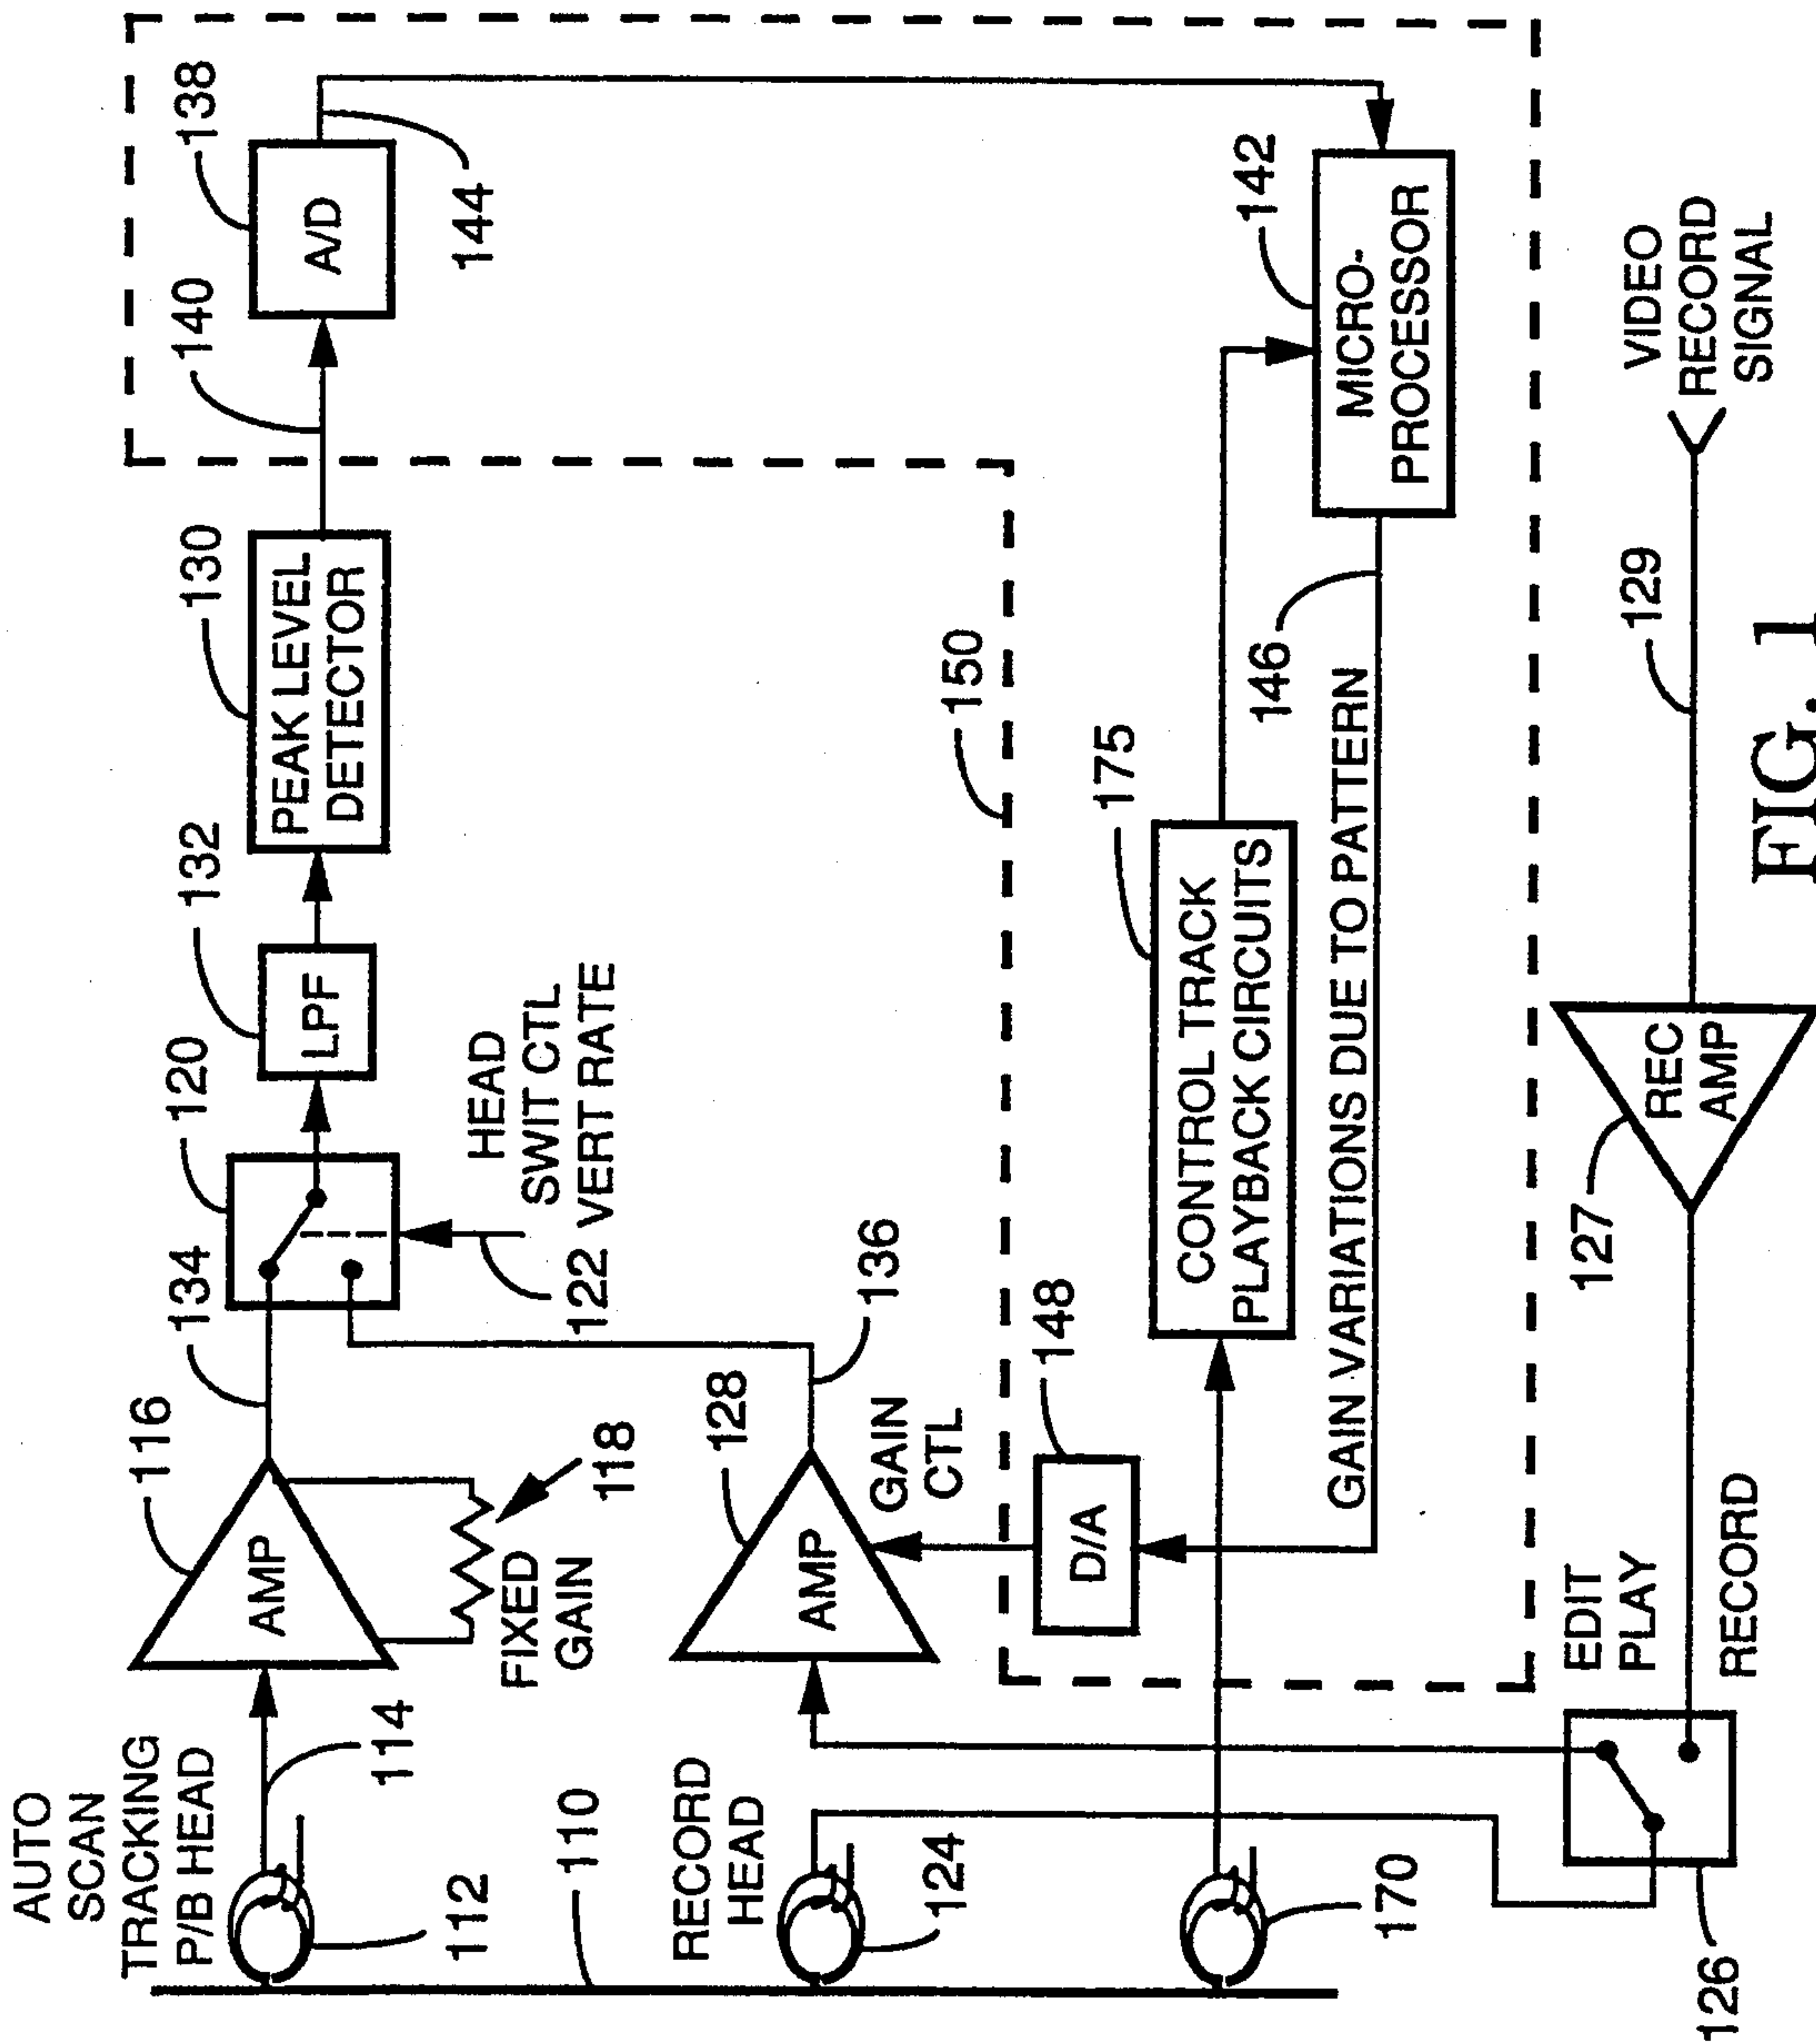 AUTO
SCAN
TRACKING
P/B HEAD
112
114
110
116
AMP
FIXED
GAIN
118
134
120
HEAD
SWIT CTL
VERT RATE
122
132
LPF
130
PEAK LEVEL
DETECTOR
140
138
A/D
144
RECORD
HEAD
124
128
AMP
136
GAIN
CTL
150
148
D/A
170
175
CONTROL TRACK
PLAYBACK CIRCUITS
142
MICRO-
PROCESSOR
146
GAIN VARIATIONS DUE TO PATTERN
EDIT
PLAY
RECORD
126
127
REC
AMP
129
VIDEO
RECORD
SIGNAL
FIG. 1